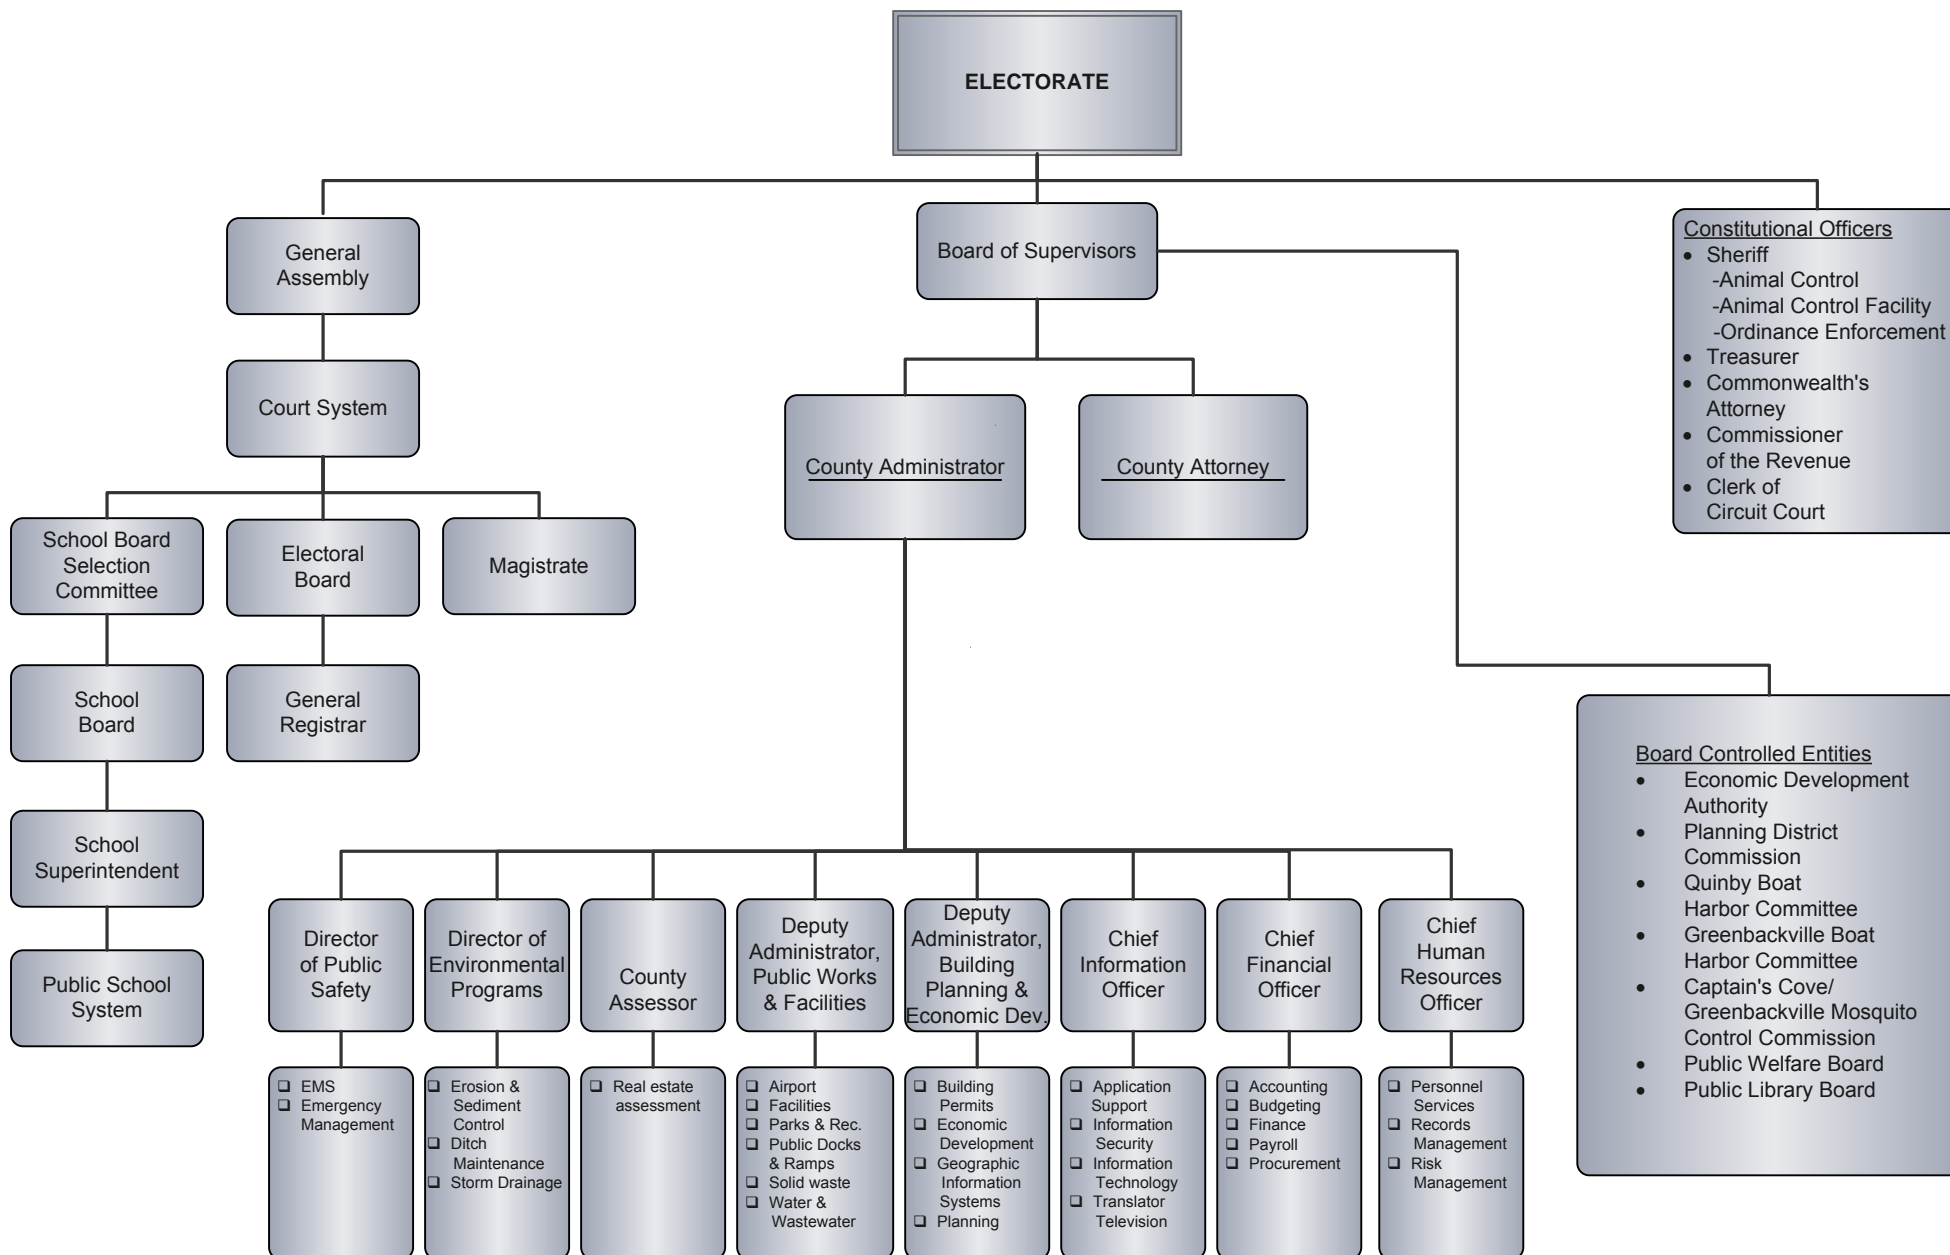 ELECTORATE
General
Assembly
Board of Supervisors
Constitutional Officers
• Sheriff
-Animal Control
-Animal Control Facility
-Ordinance Enforcement
• Treasurer
• Commonwealth's
Attorney
• Commissioner
of the Revenue
• Clerk of
Circuit Court
Court System
County Administrator
County Attorney
School Board
Selection
Committee
Electoral
Board
Magistrate
School
Board
General
Registrar
School
Superintendent
Public School
System
Board Controlled Entities
• Economic Development
Authority
• Planning District
Commission
• Quinby Boat
Harbor Committee
• Greenbackville Boat
Harbor Committee
• Captain's Cove/
Greenbackville Mosquito
Control Commission
• Public Welfare Board
• Public Library Board
Director
of Public
Safety
Director of
Environmental
Programs
County
Assessor
Deputy
Administrator,
Public Works
& Facilities
Deputy
Administrator,
Building
Planning &
Economic Dev.
Chief
Information
Officer
Chief
Financial
Officer
Chief
Human
Resources
Officer
❑ EMS
❑ Emergency
Management
❑ Erosion &
Sediment
Control
❑ Ditch
Maintenance
❑ Storm Drainage
❑ Real estate
assessment
❑ Airport
❑ Facilities
❑ Parks & Rec.
❑ Public Docks
& Ramps
❑ Solid waste
❑ Water &
Wastewater
❑ Building
Permits
❑ Economic
Development
❑ Geographic
Information
Systems
❑ Planning
❑ Application
Support
❑ Information
Security
❑ Information
Technology
❑ Translator
Television
❑ Accounting
❑ Budgeting
❑ Finance
❑ Payroll
❑ Procurement
❑ Personnel
Services
❑ Records
Management
❑ Risk
Management